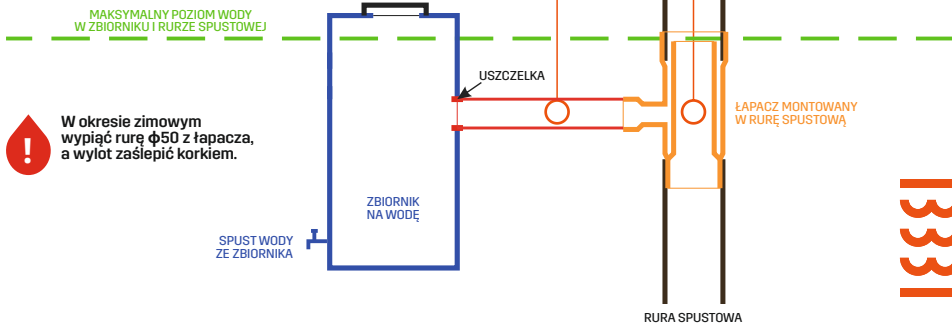 MAKSYMALNY POZIOM WODY
W ZBIORNIKU I RURZE SPUSTOWEJ
USZCZELKA
W okresie zimowym
wypiąć rurę ɸ50 z łapacza,
a wylot zaślepić korkiem.
!
ŁAPACZ MONTOWANY
W RURĘ SPUSTOWĄ
ZBIORNIK
NA WODĘ
SPUST WODY
ZE ZBIORNIKA
RURA SPUSTOWA